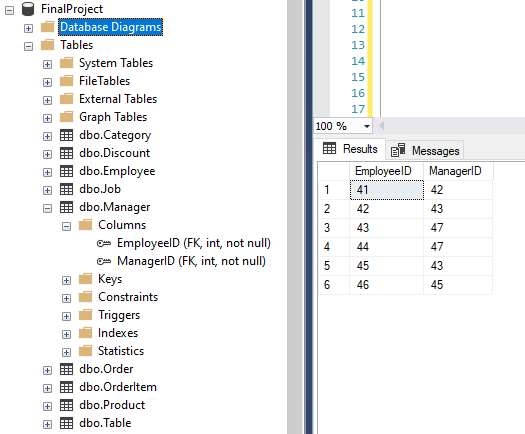 FinalProject
Database Diagrams
Tables
System Tables
FileTables
External Tables
Graph Tables
dbo.Category
dbo.Discount
dbo.Employee
dbo.Job
dbo.Manager
Columns
EmployeeID (FK, int, not null)
ManagerID (FK, int, not null)
Keys
Constraints
Triggers
Indexes
Statistics
dbo.Order
dbo.OrderItem
dbo.Product
dbo.Table
11
12
13
14
15
16
17
100 %
Results Messages
EmployeeID ManagerID
1 41 42
2 42 43
3 43 47
4 44 47
5 45 43
6 46 45